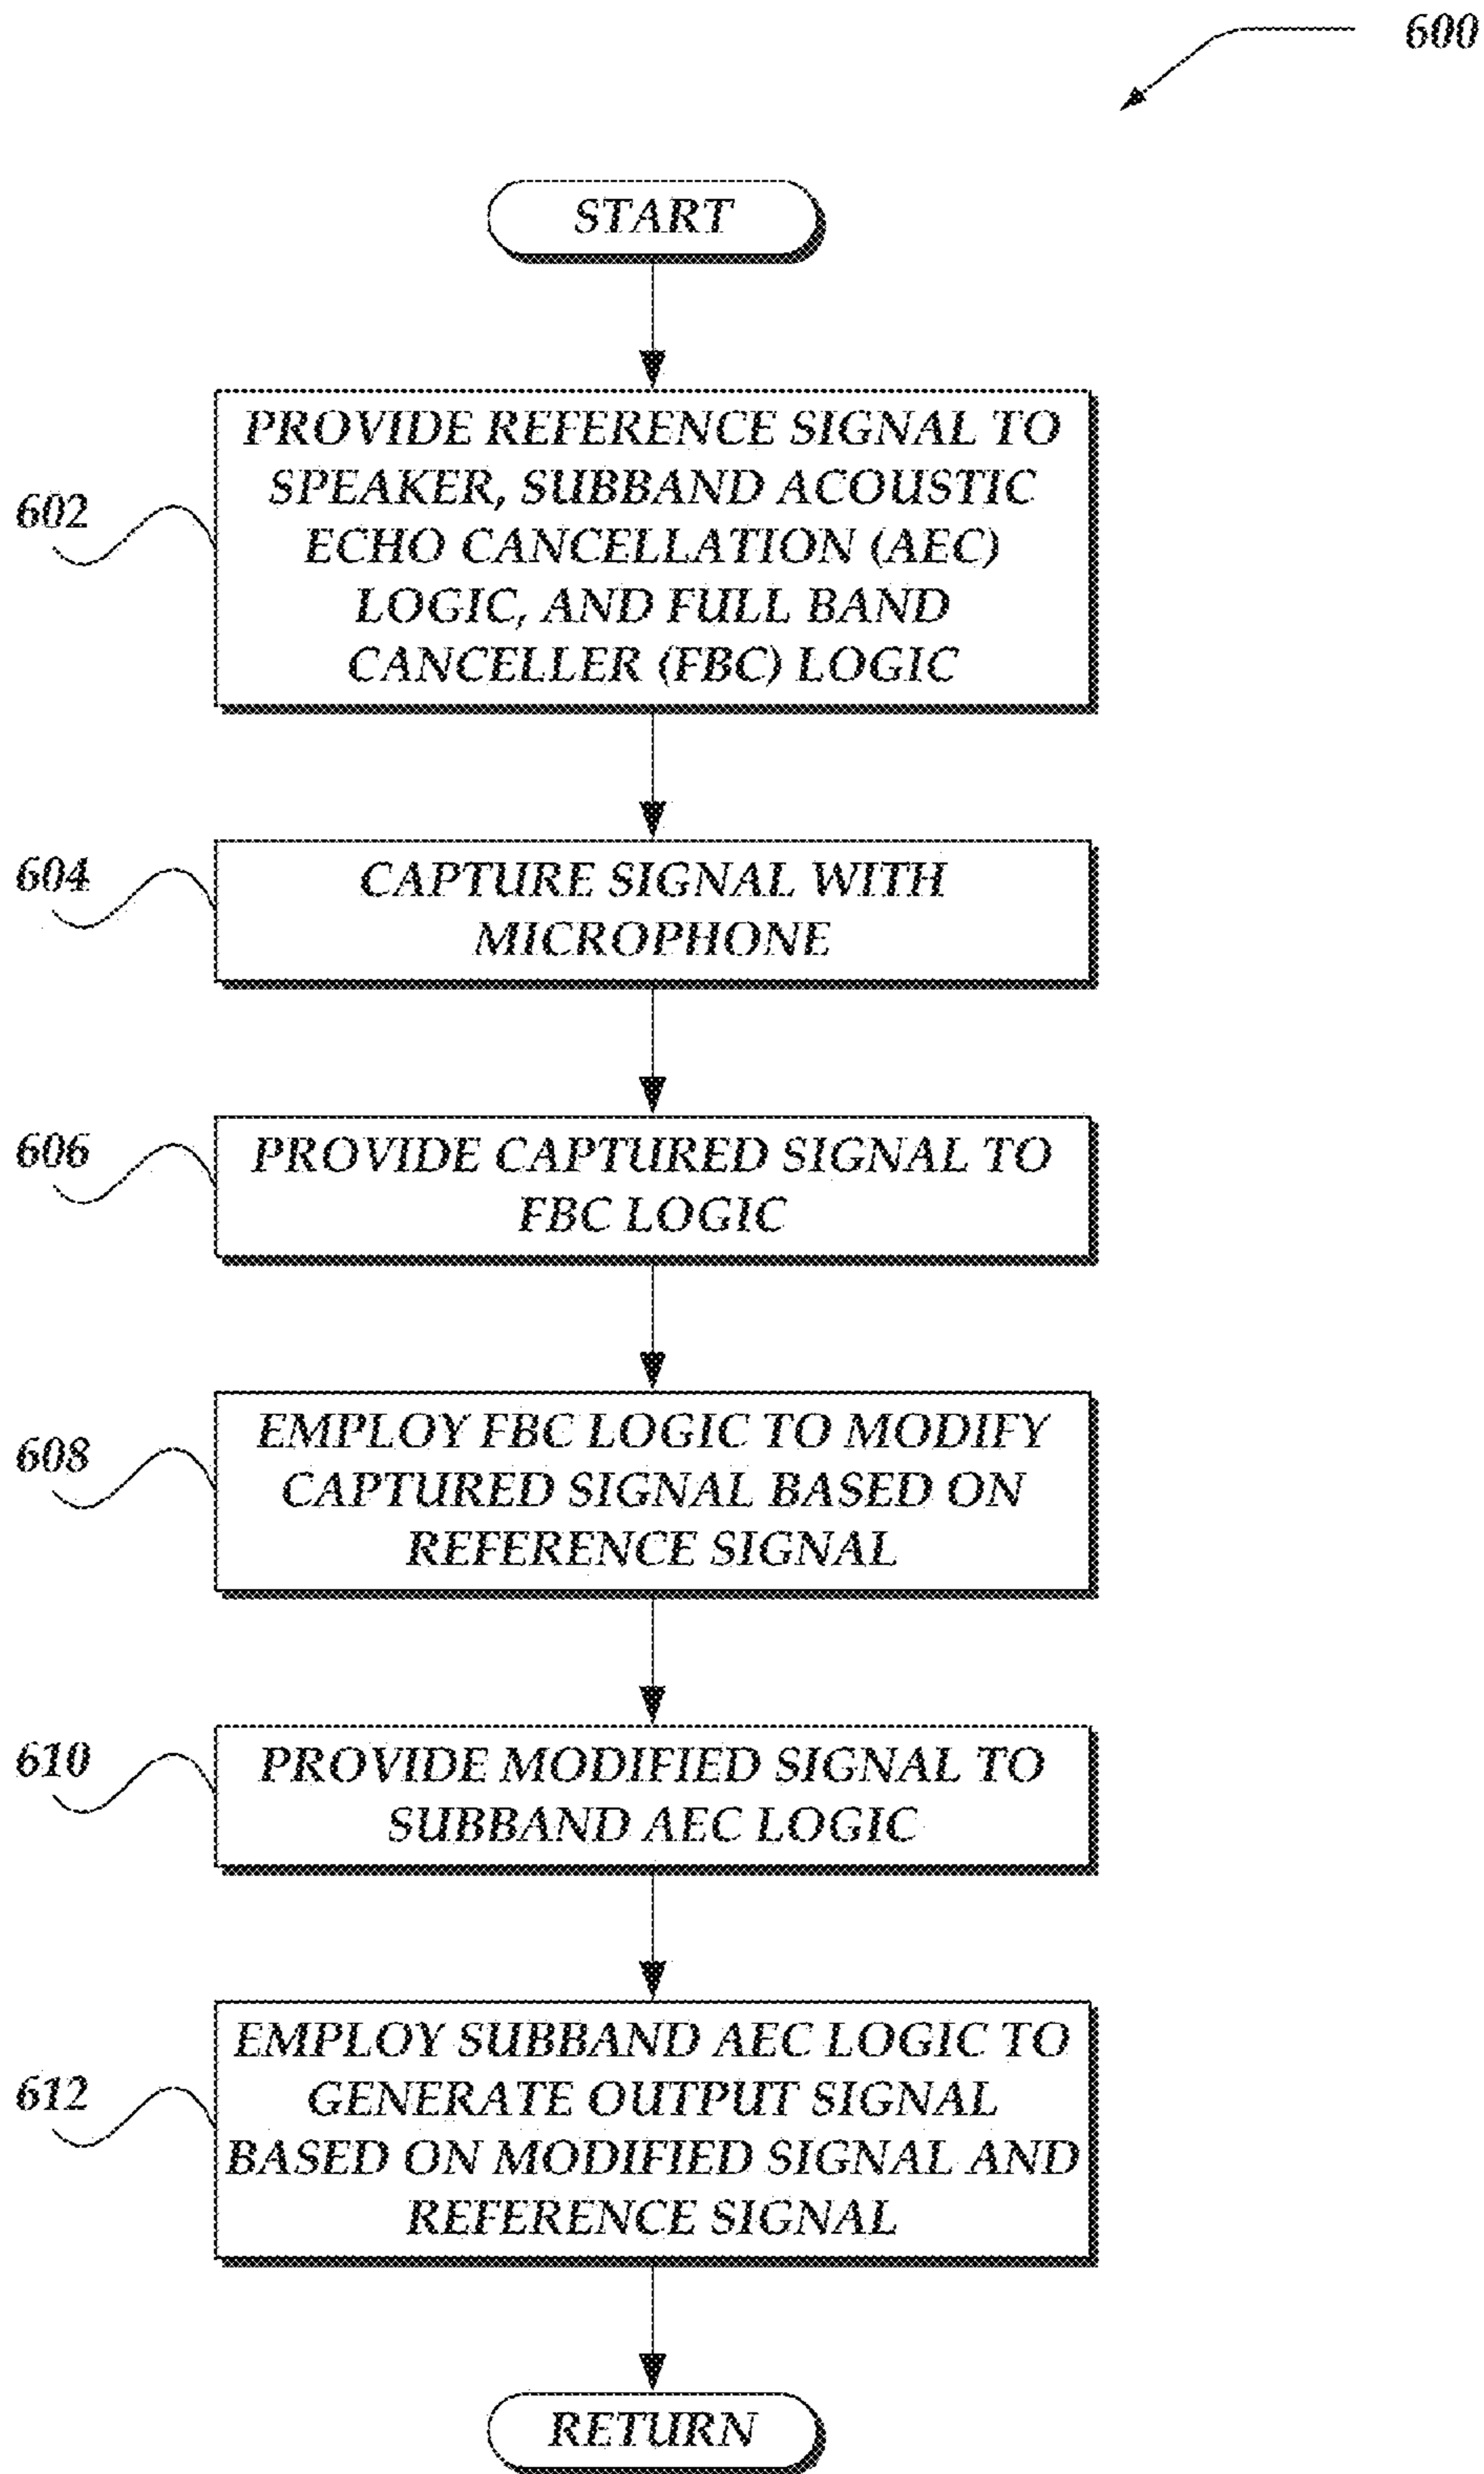 600
START
602
PROVIDE REFERENCE SIGNAL TO
SPEAKER, SUBBAND ACOUSTIC
ECHO CANCELLATION (AEC)
LOGIC, AND FULL BAND
CANCELLER (FBC) LOGIC
604
CAPTURE SIGNAL WITH
MICROPHONE
606
PROVIDE CAPTURED SIGNAL TO
FBC LOGIC
608
EMPLOY FBC LOGIC TO MODIFY
CAPTURED SIGNAL BASED ON
REFERENCE SIGNAL
610
PROVIDE MODIFIED SIGNAL TO
SUBBAND AEC LOGIC
612
EMPLOY SUBBAND AEC LOGIC TO
GENERATE OUTPUT SIGNAL
BASED ON MODIFIED SIGNAL AND
REFERENCE SIGNAL
RETURN